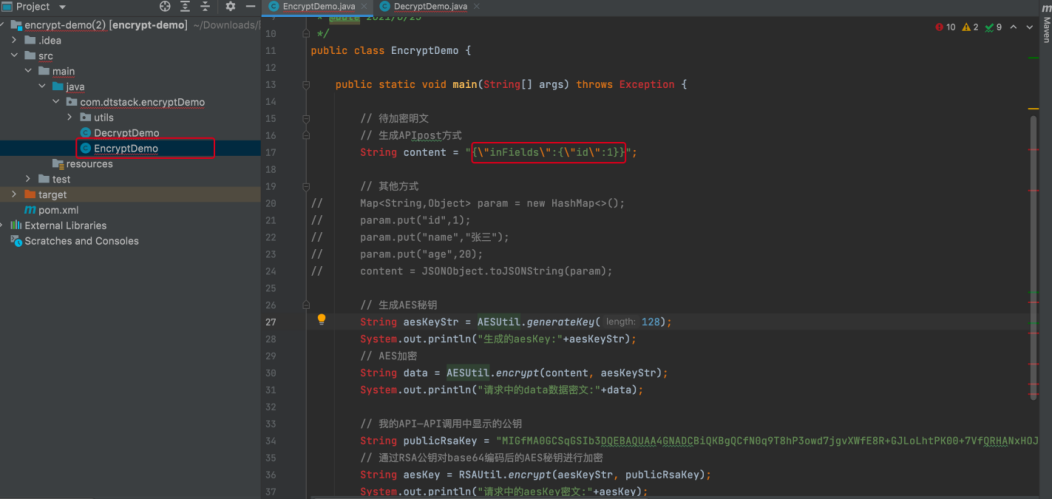 Project
EncryptDemo.java
DecryptDemo.java
encrypt-demo(2) [encrypt-demo] ~/Downloads/
.idea
src
main
java
com.dtstack.encryptDemo
utils
DecryptDemo
EncryptDemo
resources
test
target
pom.xml
External Libraries
Scratches and Consoles
10 2 9
Maven
10 */
11 public class EncryptDemo {
12
13 public static void main(String[] args) throws Exception {
14
15 // 待加密明文
16 // 生成APIpost方式
17 String content = "{\"inFields\":{\"id\":1}}";
18
19 // 其他方式
20 // Map<String,Object> param = new HashMap<>();
21 // param.put("id",1);
22 // param.put("name","张三");
23 // param.put("age",20);
24 // content = JSONObject.toJSONString(param);
25
26 // 生成AES秘钥
27 String aesKeyStr = AESUtil.generateKey( length: 128);
28 System.out.println("生成的aesKey:"+aesKeyStr);
29 // AES加密
30 String data = AESUtil.encrypt(content, aesKeyStr);
31 System.out.println("请求中的data数据密文:"+data);
32
33 // 我的API-API调用中显示的公钥
34 String publicRsaKey = "MIGfMA0GCSqGSIb3DQEBAQUAA4GNADCBiQKBgQCfN0q9T8hP3owd7jgvXWfE8R+GJLoLhtPK00+7VfQRHANxHOJ
35 // 通过RSA公钥对base64编码后的AES秘钥进行加密
36 String aesKey = RSAUtil.encrypt(aesKeyStr, publicRsaKey);
37 System.out.println("请求中的aesKey密文:"+aesKey);